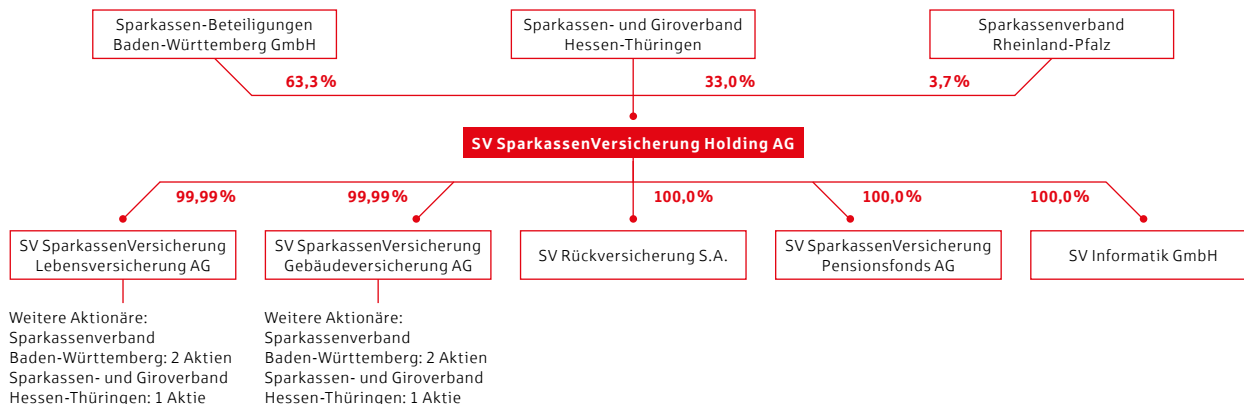 Sparkassen-Beteiligungen
Baden-Württemberg GmbH
Sparkassen- und Giroverband
Hessen-Thüringen
Sparkassenverband
Rheinland-Pfalz
63,3 %
33,0 %
3,7 %
SV SparkassenVersicherung Holding AG
99,99 %
99,99 %
100,0 %
100,0 %
100,0 %
SV SparkassenVersicherung
Lebensversicherung AG
SV SparkassenVersicherung
Gebäudeversicherung AG
SV Rückversicherung S.A.
SV SparkassenVersicherung
Pensionsfonds AG
SV Informatik GmbH
Weitere Aktionäre:
Sparkassenverband
Baden-Württemberg: 2 Aktien
Sparkassen- und Giroverband
Hessen-Thüringen: 1 Aktie
Weitere Aktionäre:
Sparkassenverband
Baden-Württemberg: 2 Aktien
Sparkassen- und Giroverband
Hessen-Thüringen: 1 Aktie